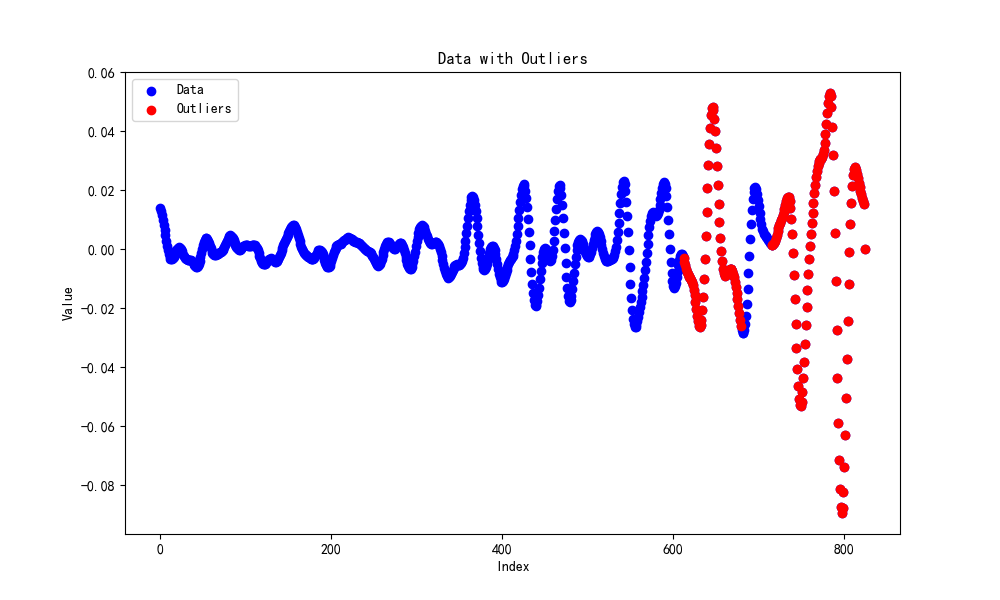 Data with Outliers
Data
Outliers
0.06
0.04
0.02
0.00
-0.02
-0.04
-0.06
-0.08
Value
0 200 400 600 800
Index